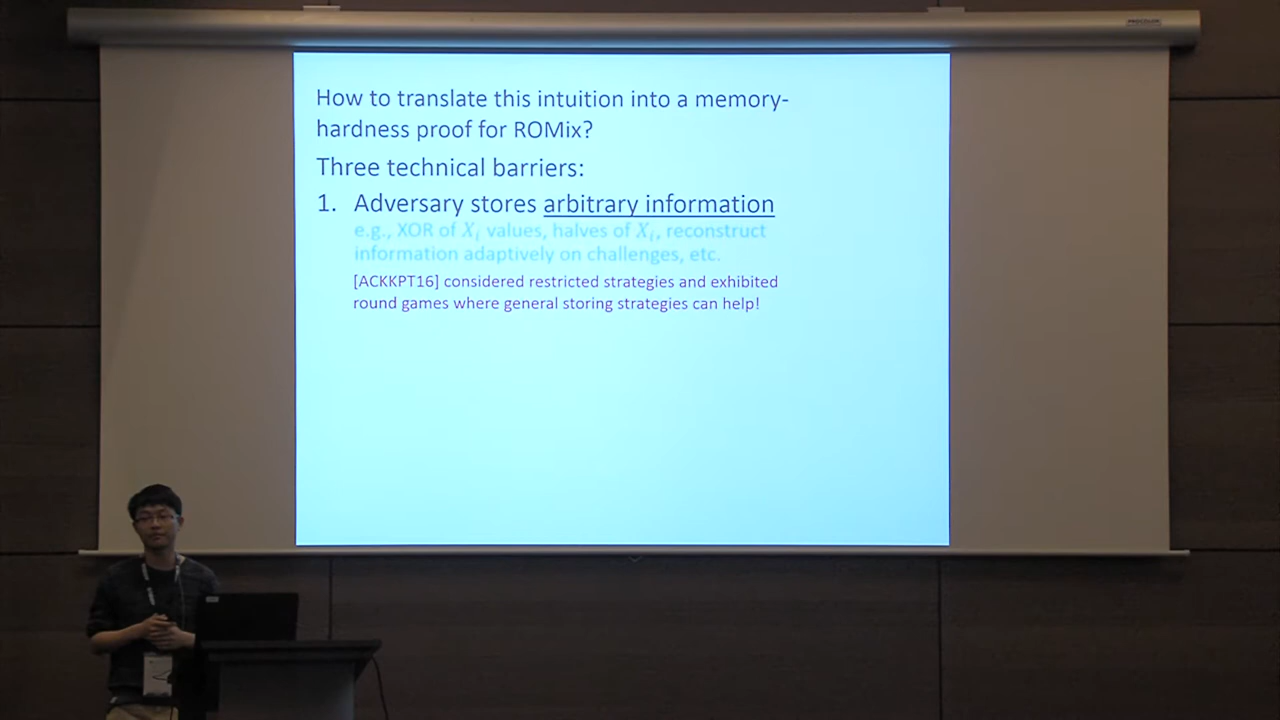 How to translate this intuition into a memory-
hardness proof for ROMix?
Three technical barriers:
1. Adversary stores arbitrary information
e.g., XOR of Xᵢ values, halves of Xᵢ, reconstruct
information adaptively on challenges, etc.
[ACKKPT16] considered restricted strategies and exhibited
round games where general storing strategies can help!